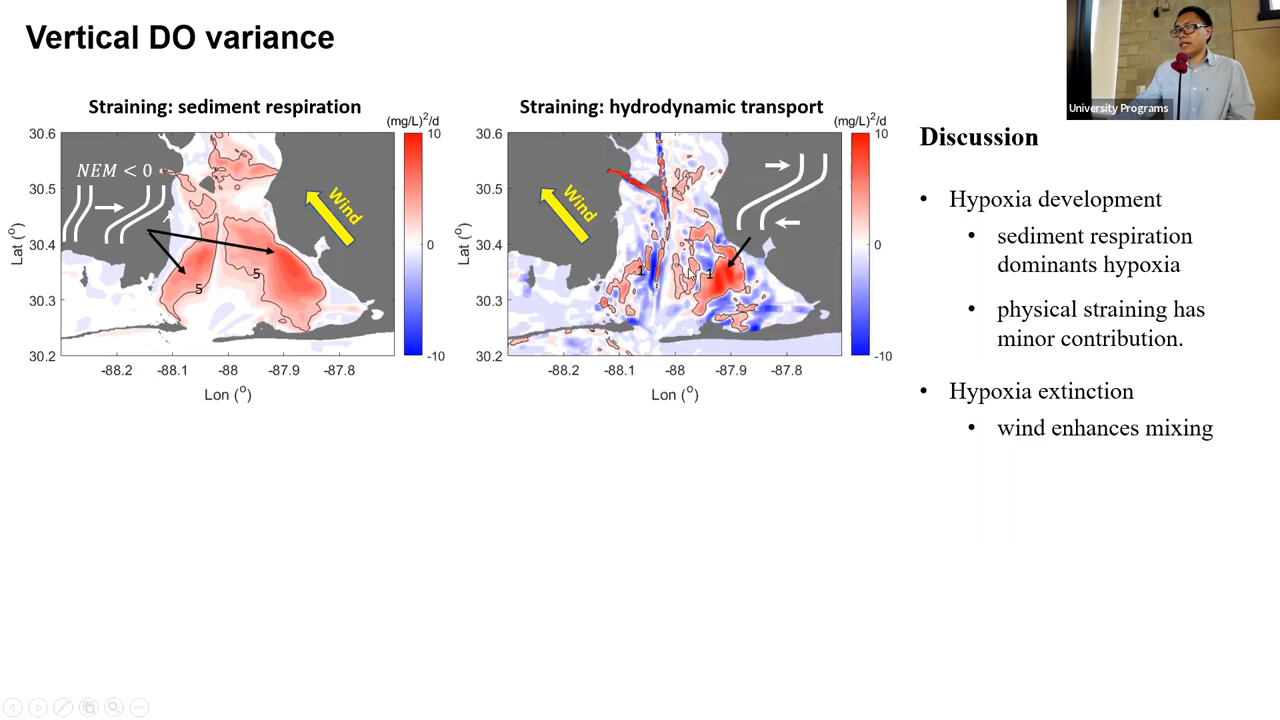 Vertical DO variance
University Programs
Straining: sediment respiration
(mg/L)²/d
30.6
30.5
30.4
30.3
30.2
Lat (°)
NEM < 0
Wind
5
5
-88.2
-88.1
-88
-87.9
-87.8
Lon (°)
10
0
-10
Straining: hydrodynamic transport
(mg/L)²/d
30.6
30.5
30.4
30.3
30.2
Lat (°)
Wind
1
1
-88.2
-88.1
-88
-87.9
-87.8
Lon (°)
10
0
-10
Discussion
• Hypoxia development
• sediment respiration
dominants hypoxia
• physical straining has
minor contribution.
• Hypoxia extinction
• wind enhances mixing